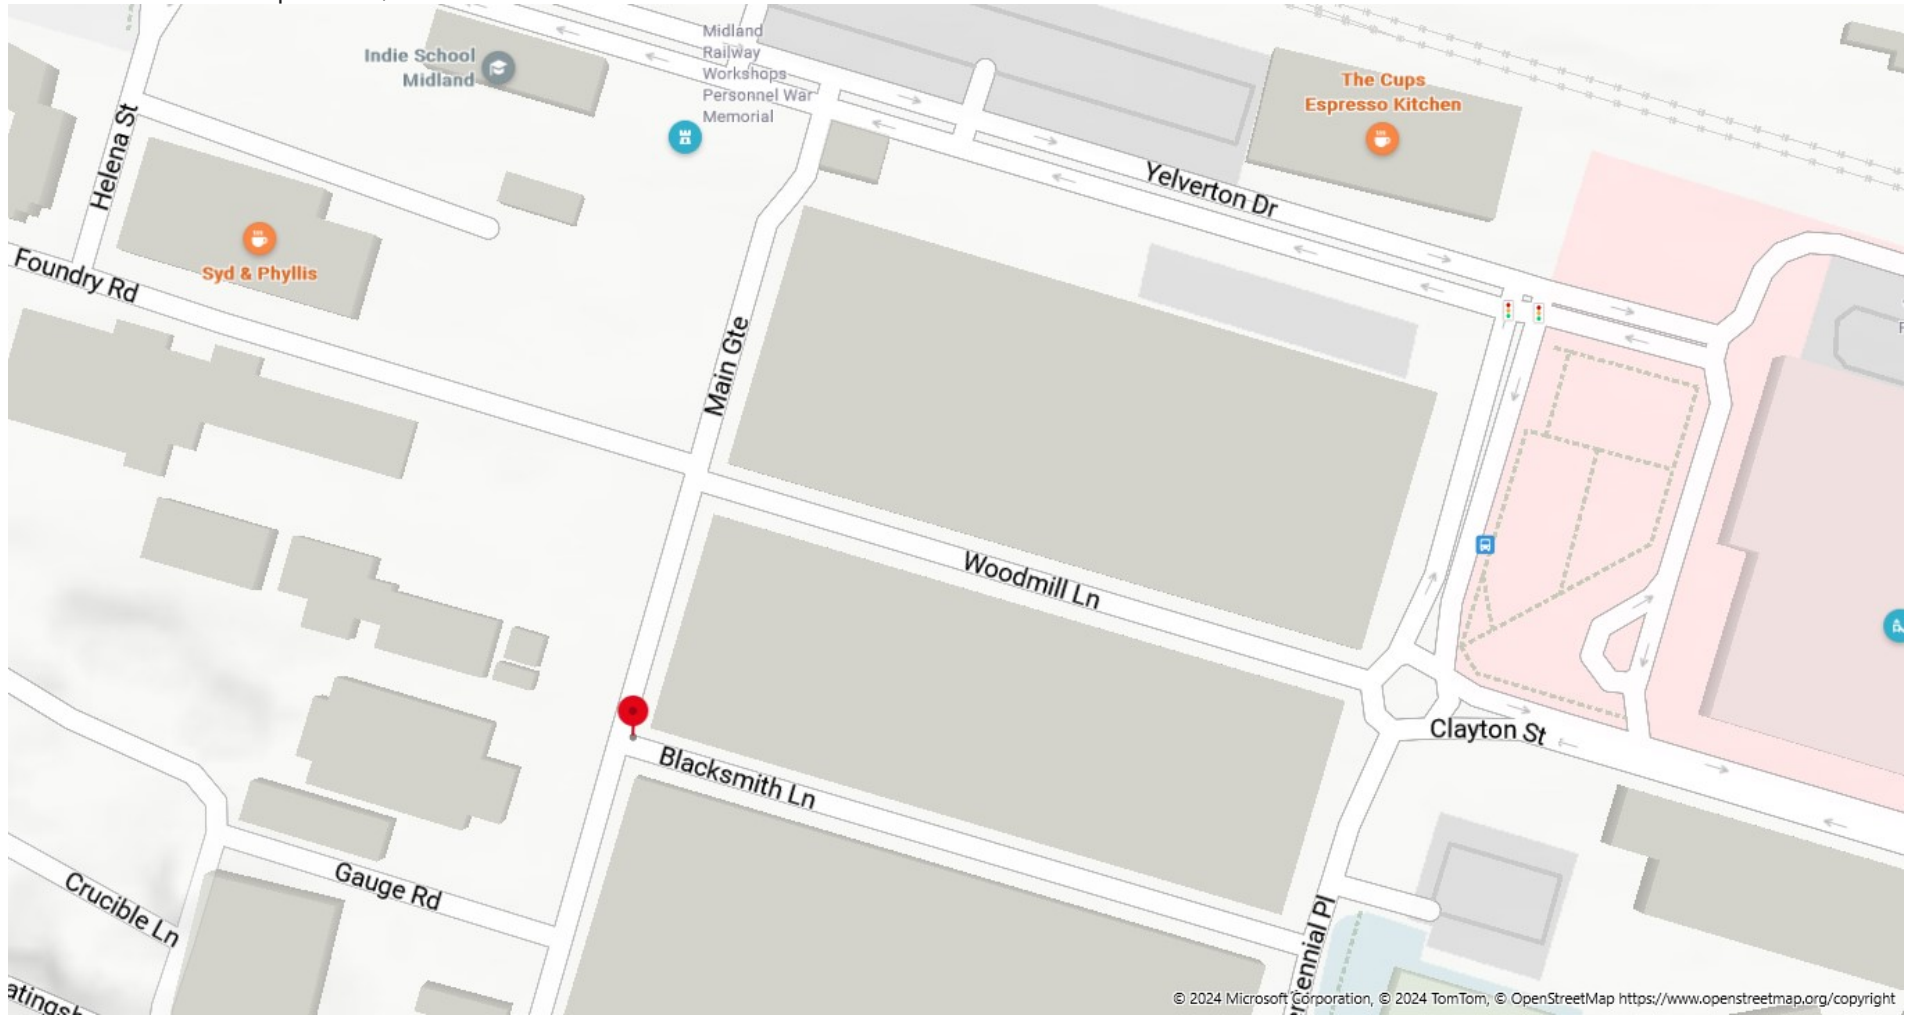 Indie School
Midland
Midland
Railway
Workshops
Personnel War
Memorial
The Cups
Espresso Kitchen
Helena St
Yelverton Dr
Syd & Phyllis
Foundry Rd
Main Gte
Woodmill Ln
Clayton St
Blacksmith Ln
Gauge Rd
Crucible Ln
© 2024 Microsoft Corporation, © 2024 TomTom, © OpenStreetMap https://www.openstreetmap.org/copyright